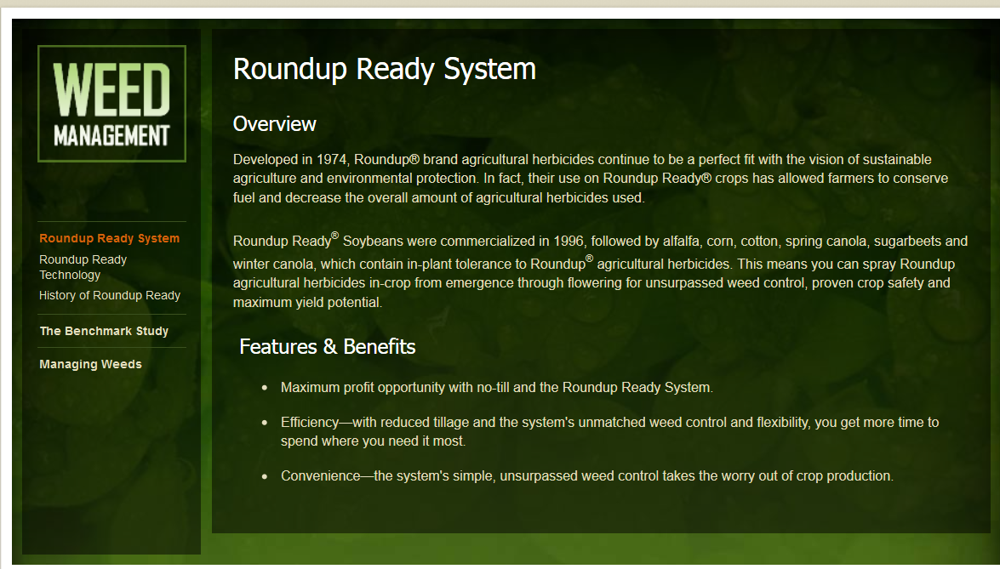 WEED
MANAGEMENT
Roundup Ready System
Roundup Ready
Technology
History of Roundup Ready
The Benchmark Study
Managing Weeds
Roundup Ready System
Overview
Developed in 1974, Roundup® brand agricultural herbicides continue to be a perfect fit with the vision of sustainable
agriculture and environmental protection. In fact, their use on Roundup Ready® crops has allowed farmers to conserve
fuel and decrease the overall amount of agricultural herbicides used.
Roundup Ready® Soybeans were commercialized in 1996, followed by alfalfa, corn, cotton, spring canola, sugarbeets and
winter canola, which contain in-plant tolerance to Roundup® agricultural herbicides. This means you can spray Roundup
agricultural herbicides in-crop from emergence through flowering for unsurpassed weed control, proven crop safety and
maximum yield potential.
Features & Benefits
• Maximum profit opportunity with no-till and the Roundup Ready System.
• Efficiency—with reduced tillage and the system's unmatched weed control and flexibility, you get more time to
spend where you need it most.
• Convenience—the system's simple, unsurpassed weed control takes the worry out of crop production.